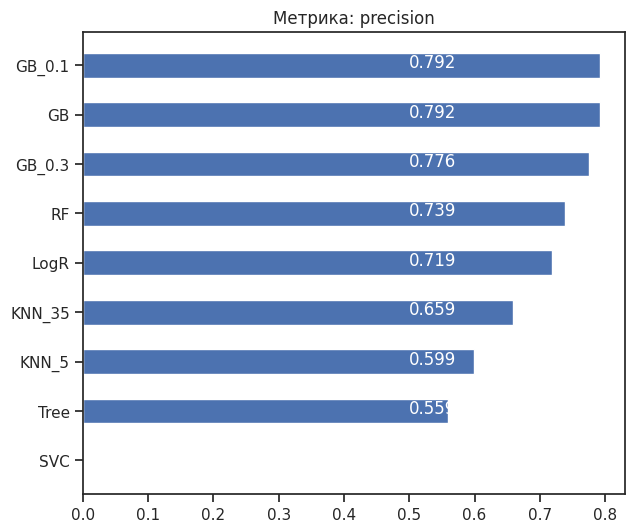 Метрика: precision
GB_0.1 0.792
GB 0.792
GB_0.3 0.776
RF 0.739
LogR 0.719
KNN_35 0.659
KNN_5 0.599
Tree 0.559
SVC
0.0 0.1 0.2 0.3 0.4 0.5 0.6 0.7 0.8